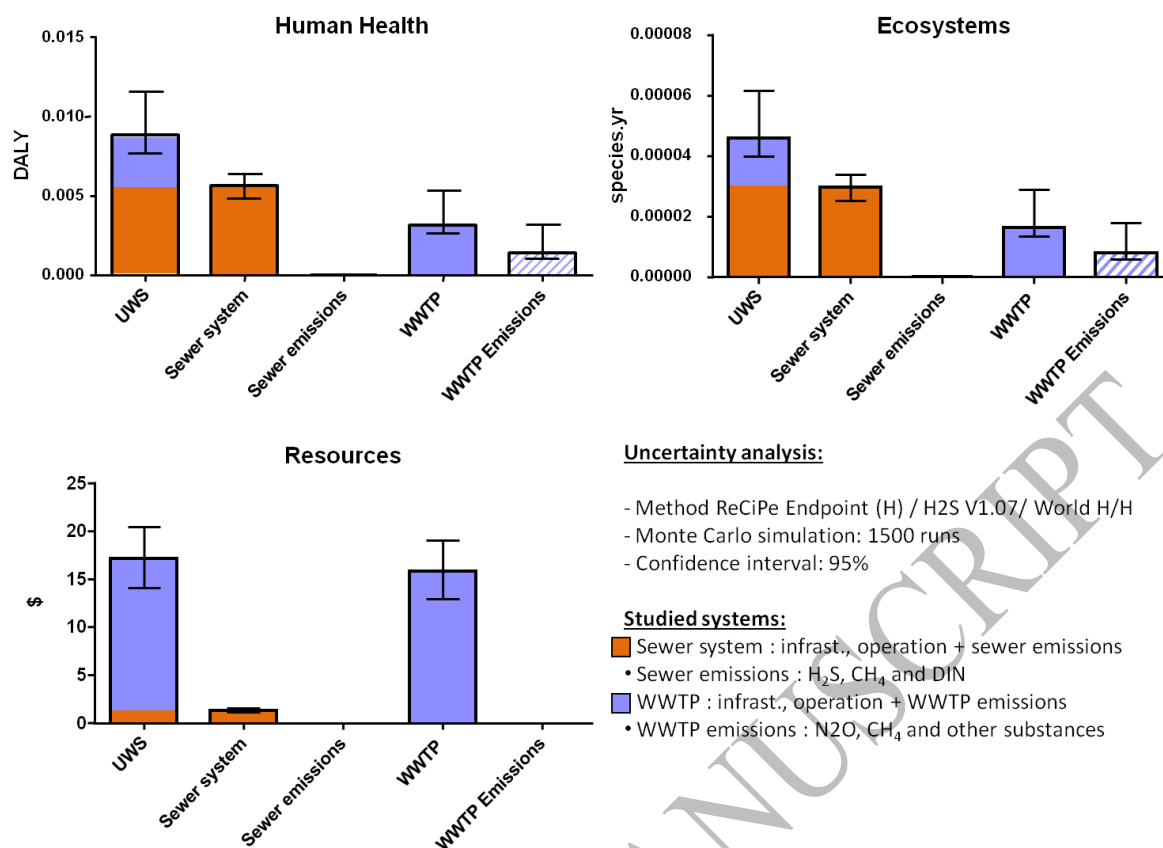 Human Health
DALY
0.015
0.010
0.005
0.000
UWS
Sewer system
Sewer emissions
WWTP
WWTP Emissions
Ecosystems
species.yr
0.00008
0.00006
0.00004
0.00002
0.00000
UWS
Sewer system
Sewer emissions
WWTP
WWTP Emissions
Resources
$
25
20
15
10
5
0
UWS
Sewer system
Sewer emissions
WWTP
WWTP Emissions
Uncertainty analysis:
- Method ReCiPe Endpoint (H) / H2S V1.07/ World H/H
- Monte Carlo simulation: 1500 runs
- Confidence interval: 95%
Studied systems:
Sewer system : infrast., operation + sewer emissions
• Sewer emissions : H₂S, CH₄ and DIN
WWTP : infrast., operation + WWTP emissions
• WWTP emissions : N2O, CH₄ and other substances
ANUSCRIPT